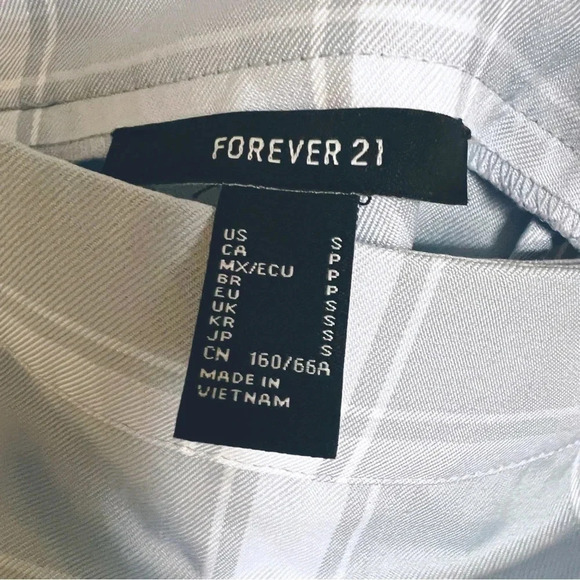 FOREVER 21
US S
CA P
MX/ECU P
BR P
EU S
UK S
KR S
JP S
CN 160/66A
MADE IN
VIETNAM